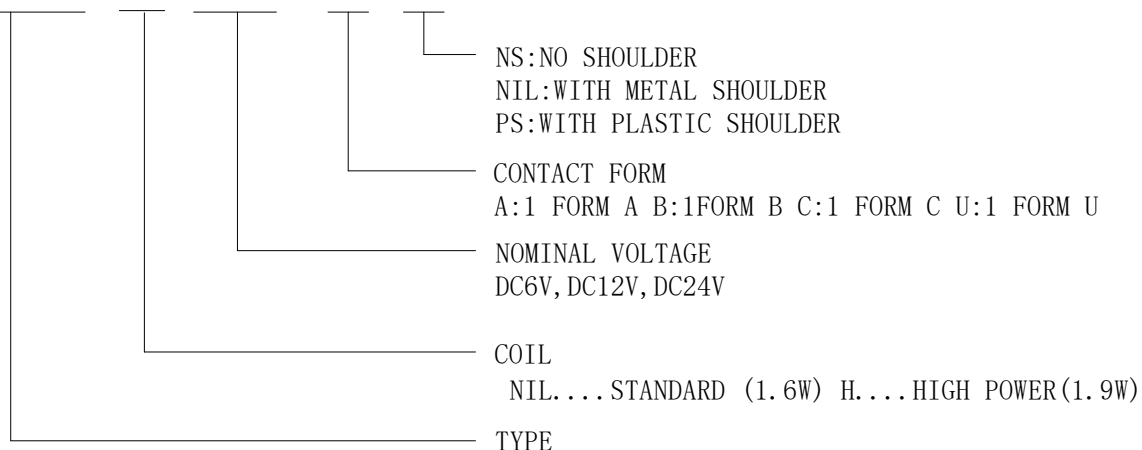 NS:NO SHOULDER
NIL:WITH METAL SHOULDER
PS:WITH PLASTIC SHOULDER
CONTACT FORM
A:1 FORM A B:1FORM B C:1 FORM C U:1 FORM U
NOMINAL VOLTAGE
DC6V,DC12V,DC24V
COIL
NIL....STANDARD (1.6W) H....HIGH POWER(1.9W)
TYPE